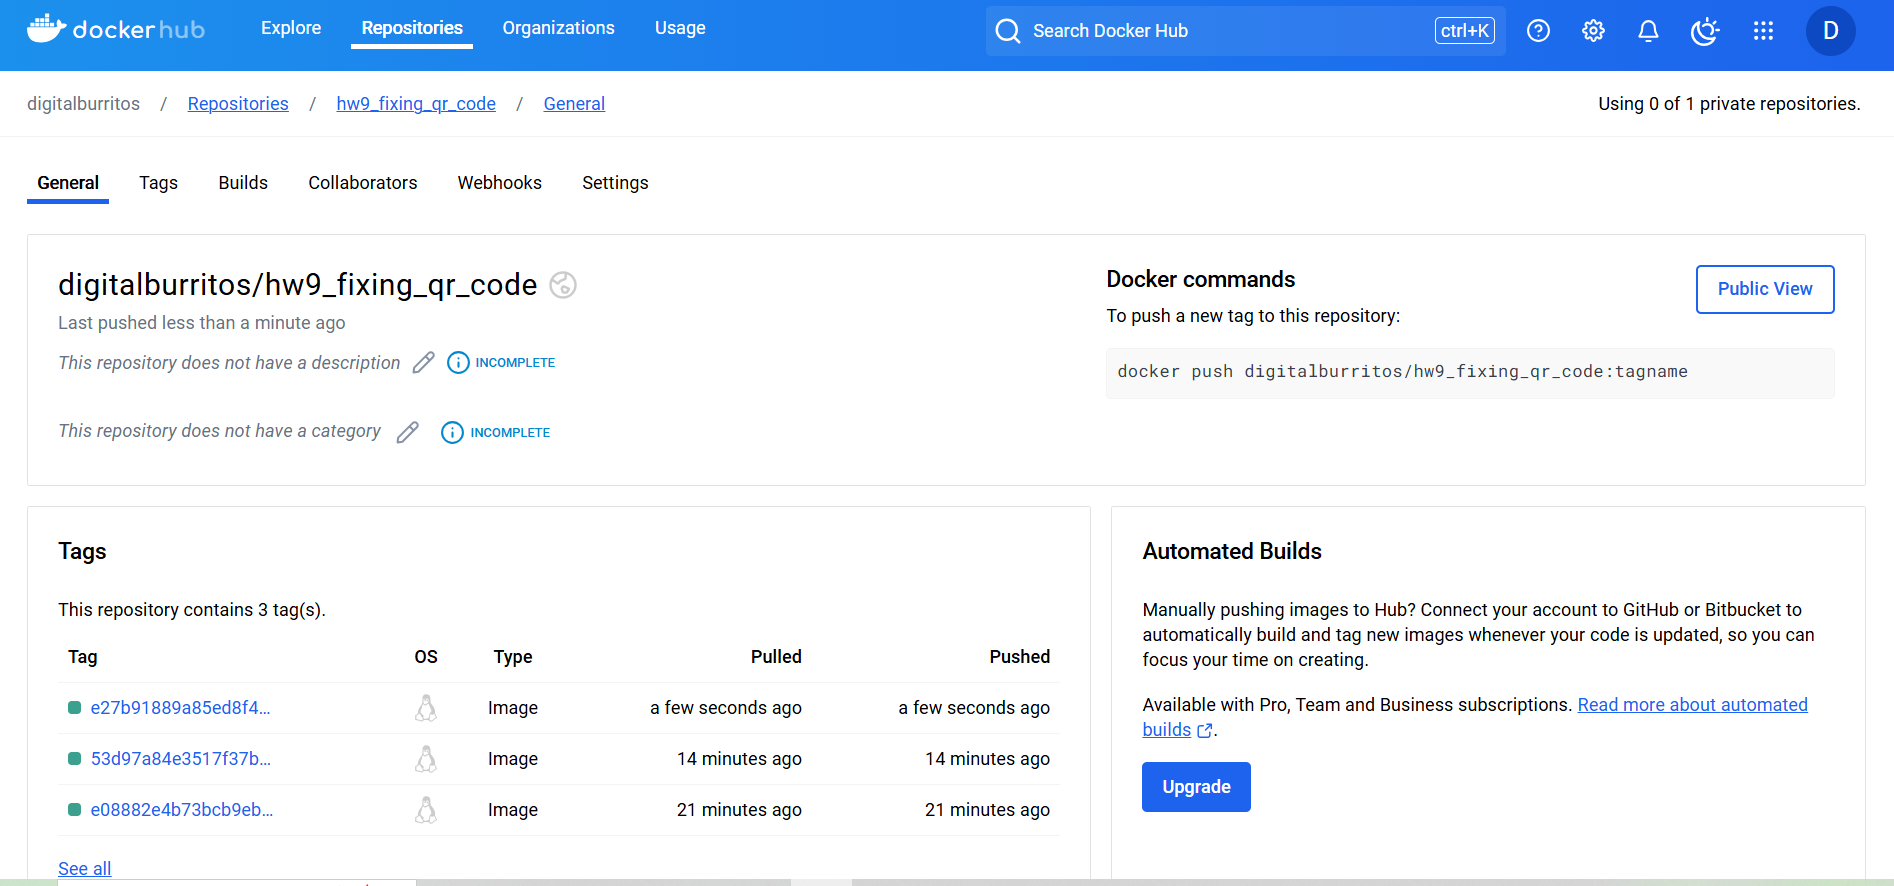 dockerhub Explore Repositories Organizations Usage Search Docker Hub ctrl+K D
digitalburritos / Repositories / hw9_fixing_qr_code / General Using 0 of 1 private repositories.
General Tags Builds Collaborators Webhooks Settings
digitalburritos/hw9_fixing_qr_code
Last pushed less than a minute ago
This repository does not have a description INCOMPLETE
This repository does not have a category INCOMPLETE
Docker commands
Public View
To push a new tag to this repository:
docker push digitalburritos/hw9_fixing_qr_code:tagname
Tags
This repository contains 3 tag(s).
Tag OS Type Pulled Pushed
e27b91889a85ed8f4... Image a few seconds ago a few seconds ago
53d97a84e3517f37b... Image 14 minutes ago 14 minutes ago
e08882e4b73bcb9eb... Image 21 minutes ago 21 minutes ago
See all
Automated Builds
Manually pushing images to Hub? Connect your account to GitHub or Bitbucket to
automatically build and tag new images whenever your code is updated, so you can
focus your time on creating.
Available with Pro, Team and Business subscriptions. Read more about automated
builds.
Upgrade